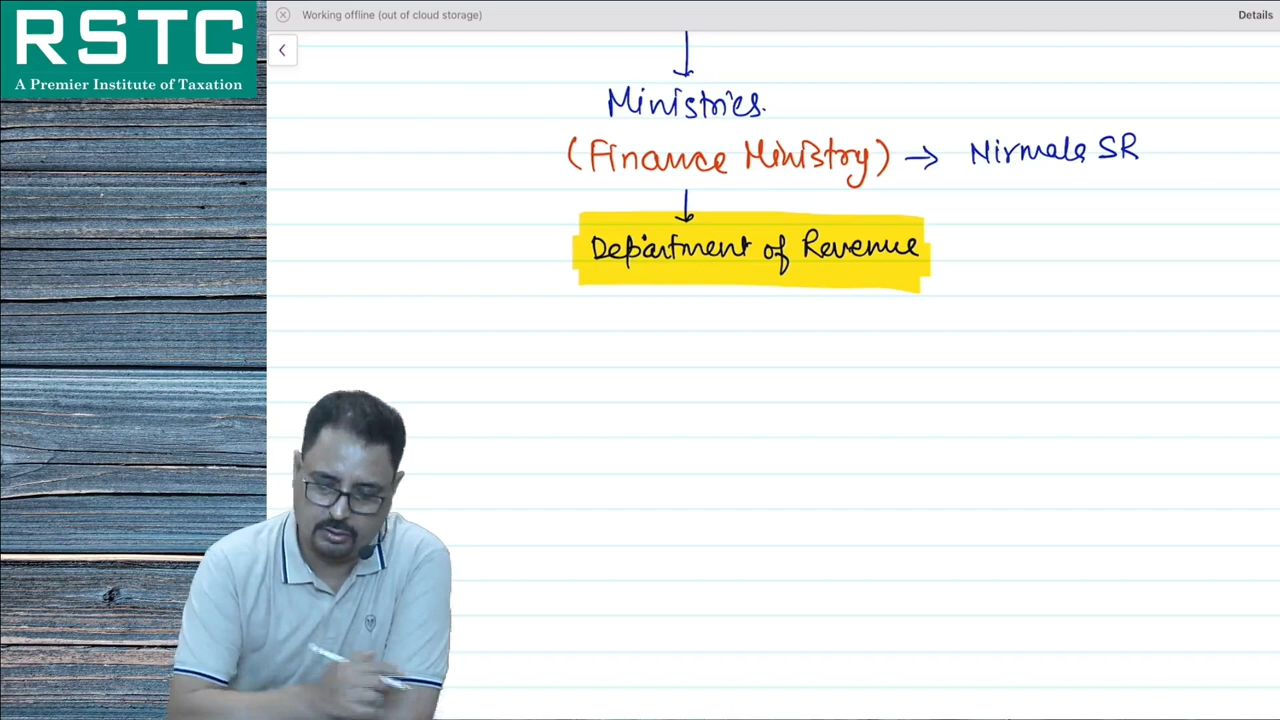 RSTC
A Premier Institute of Taxation
Working offline (out of cloud storage)
Details
Ministries.
(Finance Ministry) → Nirmala SR
Department of Revenue